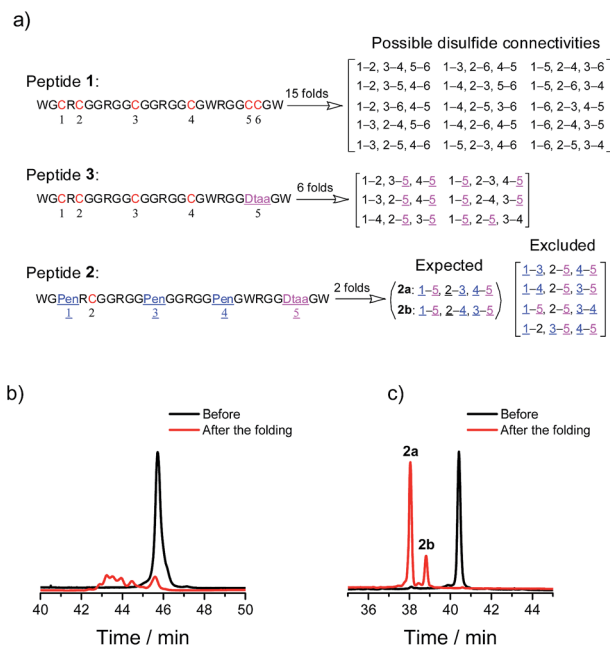 a)
Possible disulfide connectivities
Peptide 1:
WGCRCGGRGGCGGRGGCGWRGGCCGW
1 2 3 4 5 6
15 folds
1–2, 3–4, 5–6 1–3, 2–6, 4–5 1–5, 2–4, 3–6
1–2, 3–5, 4–6 1–4, 2–3, 5–6 1–5, 2–6, 3–4
1–2, 3–6, 4–5 1–4, 2–5, 3–6 1–6, 2–3, 4–5
1–3, 2–4, 5–6 1–4, 2–6, 4–5 1–6, 2–4, 3–5
1–3, 2–5, 4–6 1–5, 2–3, 4–6 1–6, 2–5, 3–4
Peptide 3:
WGCRCGGRGGCGGRGGCGWRGGDtaaGW
1 2 3 4 5
6 folds
1–2, 3–5, 4–5 1–5, 2–3, 4–5
1–3, 2–5, 4–5 1–5, 2–4, 3–5
1–4, 2–5, 3–5 1–5, 2–5, 3–4
Peptide 2:
WGPenRCGGRGGPenGGRGGPenGWRGGDtaaGW
1 2 3 4 5
2 folds
Expected
2a: 1–5, 2–3, 4–5
2b: 1–5, 2–4, 3–5
Excluded
1–3, 2–5, 4–5
1–4, 2–5, 3–5
1–5, 2–5, 3–4
1–2, 3–5, 4–5
b)
Before
After the folding
40 42 44 46 48 50
Time / min
c)
Before
After the folding
2a
2b
36 38 40 42 44
Time / min